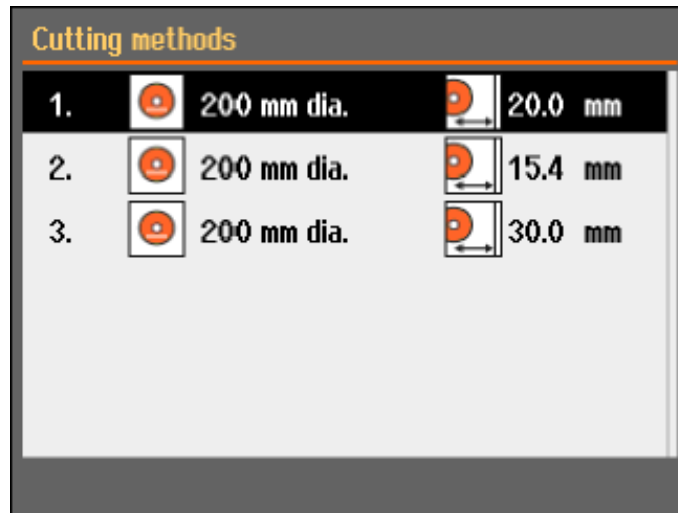 Cutting methods
1. 200 mm dia. 20.0 mm
2. 200 mm dia. 15.4 mm
3. 200 mm dia. 30.0 mm